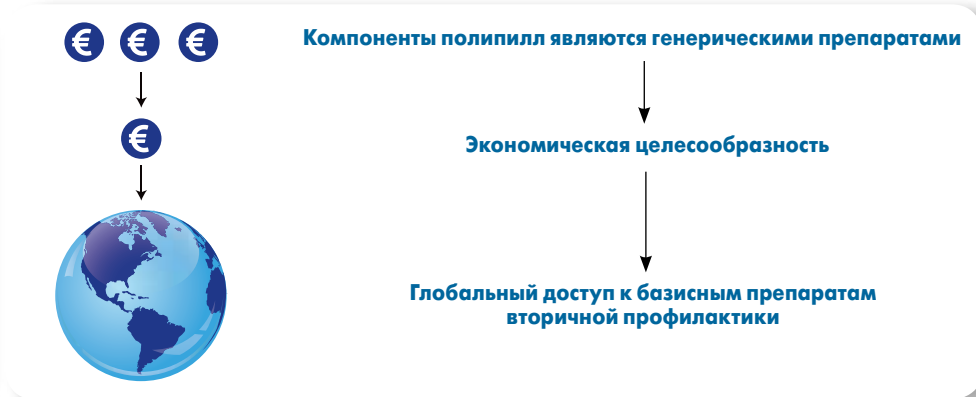 € € €
Компоненты полипилл являются генерическими препаратами
€
Экономическая целесообразность
Глобальный доступ к базисным препаратам
вторичной профилактики